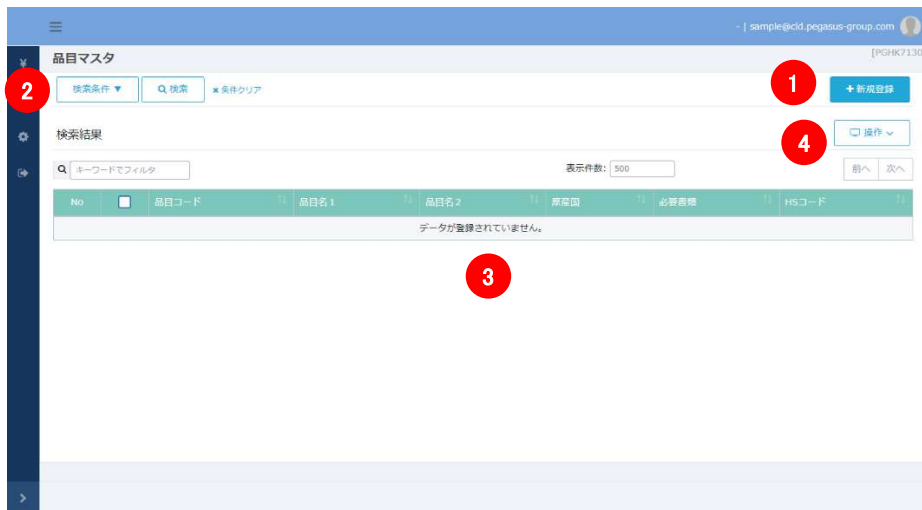 - | sample@cld.pegasus-group.com
品目マスタ
[PGHK7130
¥
2
検索条件 ▼
検索
×条件クリア
1
+新規登録
検索結果
4
操作
キーワードでフィルタ
表示件数: 500
前へ 次へ
No 品目コード 品目名1 品目名2 原産国 必要書類 HSコード
データが登録されていません。
3